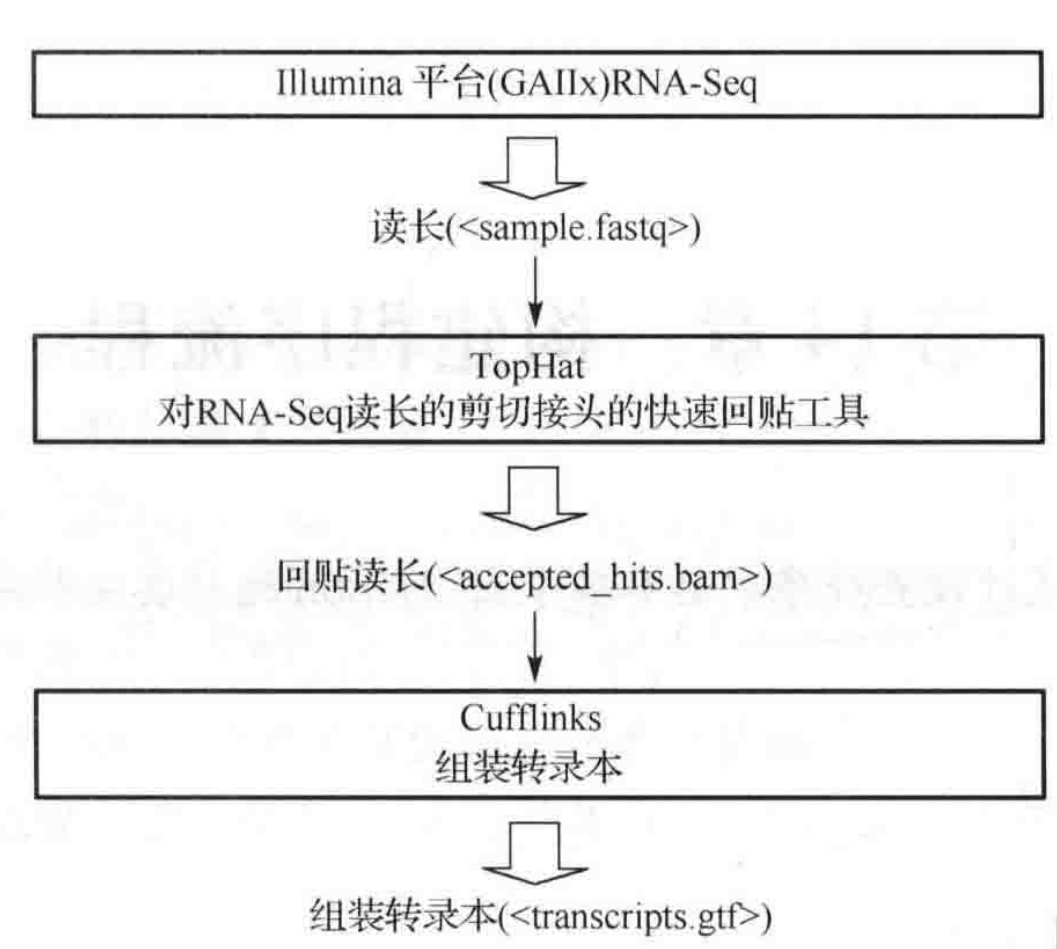 Illumina 平台(GAIIx)RNA-Seq
读长(<sample.fastq>)
TopHat
对RNA-Seq读长的剪切接头的快速回贴工具
回贴读长(<accepted_hits.bam>)
Cufflinks
组装转录本
组装转录本(<transcripts.gtf>)